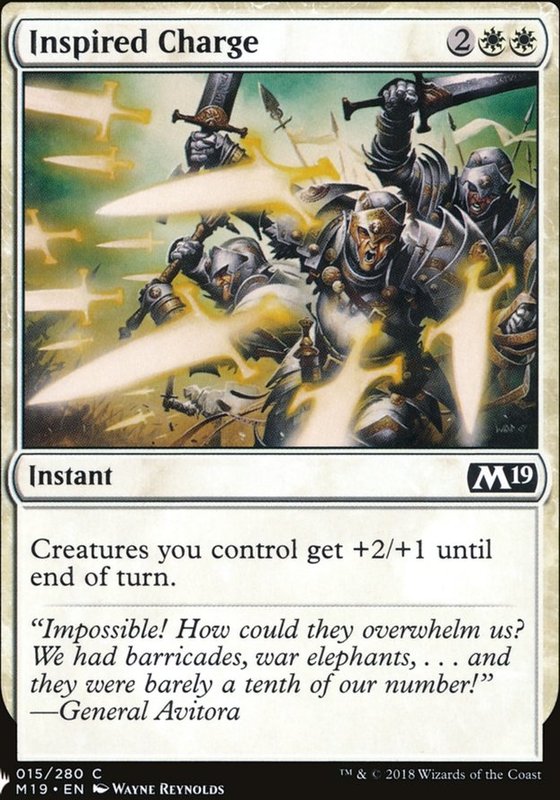 Inspired Charge 2
Instant
M19
Creatures you control get +2/+1 until
end of turn.
“Impossible! How could they overwhelm us?
We had barricades, war elephants, . . . and
they were barely a tenth of our number!”
—General Avitora
015/280 C
M19 • EN WAYNE REYNOLDS
™ & © 2018 Wizards of the Coast